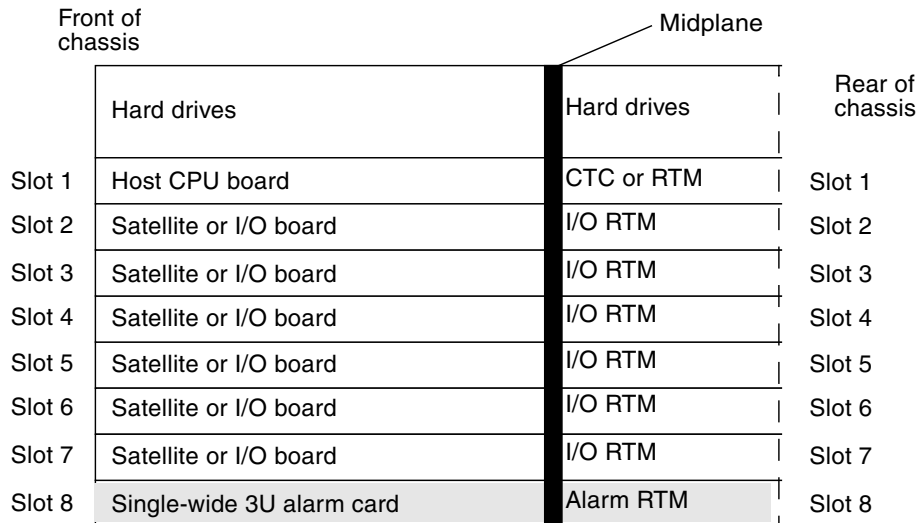 Front of
chassis
Midplane
Rear of
chassis
Hard drives
Hard drives
Slot 1 Host CPU board CTC or RTM Slot 1
Slot 2 Satellite or I/O board I/O RTM Slot 2
Slot 3 Satellite or I/O board I/O RTM Slot 3
Slot 4 Satellite or I/O board I/O RTM Slot 4
Slot 5 Satellite or I/O board I/O RTM Slot 5
Slot 6 Satellite or I/O board I/O RTM Slot 6
Slot 7 Satellite or I/O board I/O RTM Slot 7
Slot 8 Single-wide 3U alarm card Alarm RTM Slot 8